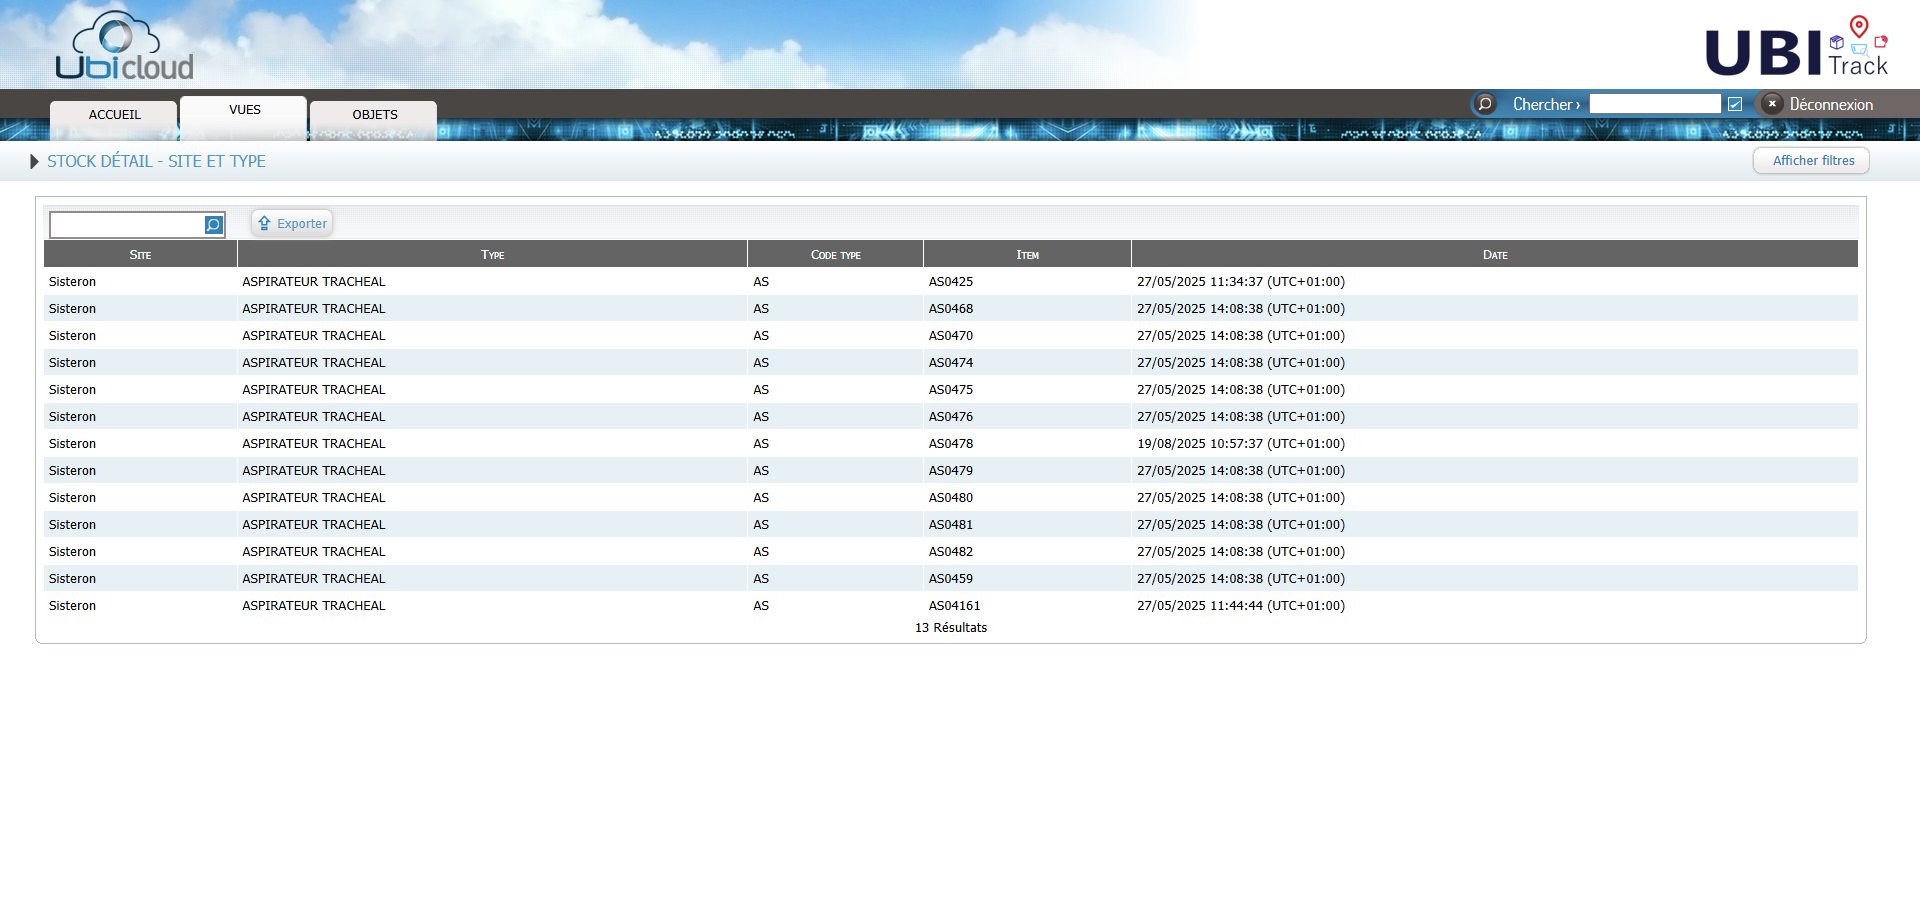 Ubicloud
UBI Track
ACCUEIL VUES OBJETS Chercher › Déconnexion
STOCK DÉTAIL - SITE ET TYPE Afficher filtres
Exporter
Site Type Code type Item Date
Sisteron ASPIRATEUR TRACHEAL AS AS0425 27/05/2025 11:34:37 (UTC+01:00)
Sisteron ASPIRATEUR TRACHEAL AS AS0468 27/05/2025 14:08:38 (UTC+01:00)
Sisteron ASPIRATEUR TRACHEAL AS AS0470 27/05/2025 14:08:38 (UTC+01:00)
Sisteron ASPIRATEUR TRACHEAL AS AS0474 27/05/2025 14:08:38 (UTC+01:00)
Sisteron ASPIRATEUR TRACHEAL AS AS0475 27/05/2025 14:08:38 (UTC+01:00)
Sisteron ASPIRATEUR TRACHEAL AS AS0476 27/05/2025 14:08:38 (UTC+01:00)
Sisteron ASPIRATEUR TRACHEAL AS AS0478 19/08/2025 10:57:37 (UTC+01:00)
Sisteron ASPIRATEUR TRACHEAL AS AS0479 27/05/2025 14:08:38 (UTC+01:00)
Sisteron ASPIRATEUR TRACHEAL AS AS0480 27/05/2025 14:08:38 (UTC+01:00)
Sisteron ASPIRATEUR TRACHEAL AS AS0481 27/05/2025 14:08:38 (UTC+01:00)
Sisteron ASPIRATEUR TRACHEAL AS AS0482 27/05/2025 14:08:38 (UTC+01:00)
Sisteron ASPIRATEUR TRACHEAL AS AS0459 27/05/2025 14:08:38 (UTC+01:00)
Sisteron ASPIRATEUR TRACHEAL AS AS04161 27/05/2025 11:44:44 (UTC+01:00)
13 Résultats